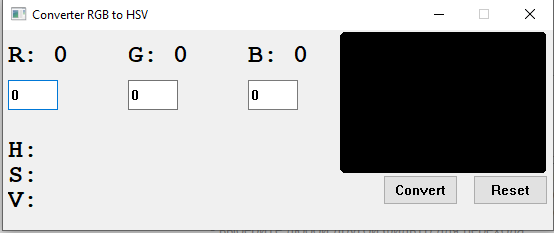 Converter RGB to HSV
R: 0 G: 0 B: 0
0 0 0
H:
S:
V:
Convert Reset